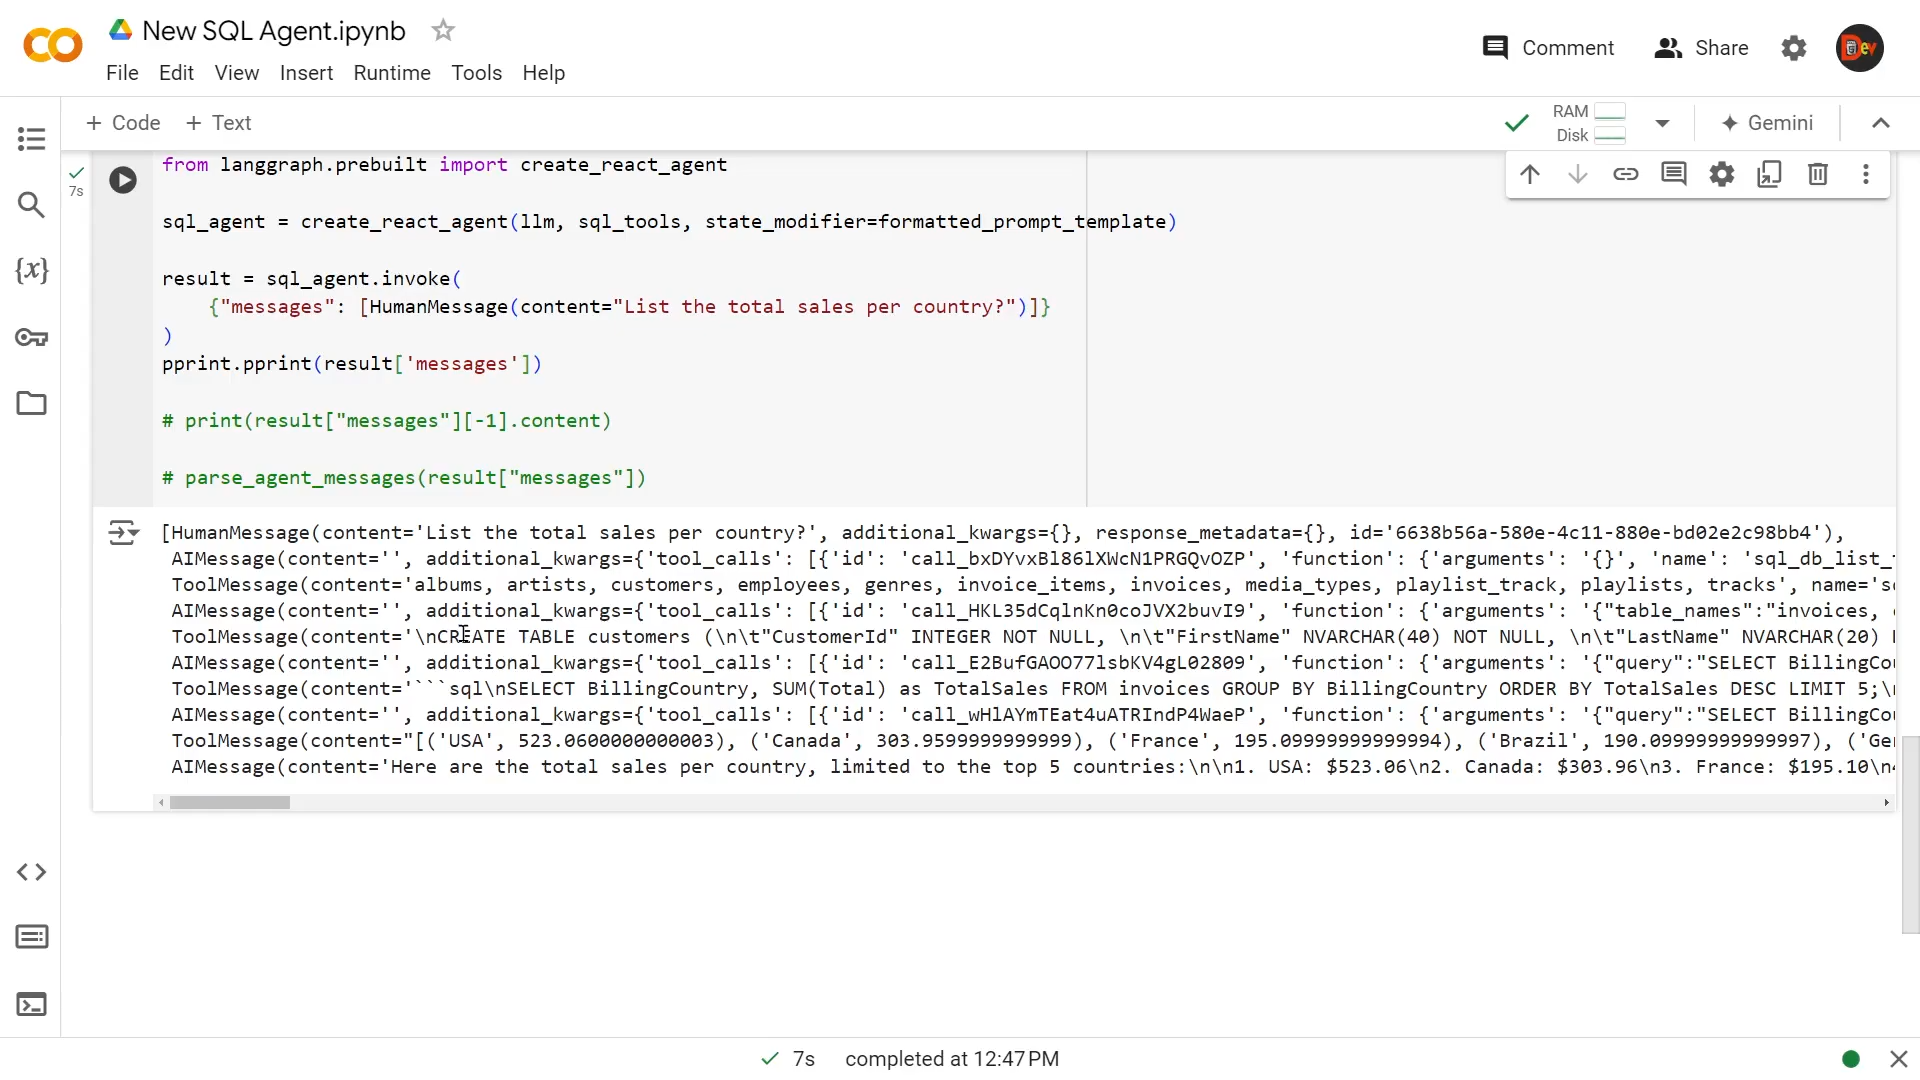 New SQL Agent.ipynb
Comment
Share
Dev
File Edit View Insert Runtime Tools Help
+ Code + Text
RAM
Disk
Gemini
7s
from langgraph.prebuilt import create_react_agent
sql_agent = create_react_agent(llm, sql_tools, state_modifier=formatted_prompt_template)
result = sql_agent.invoke(
{"messages": [HumanMessage(content="List the total sales per country?")]}
)
pprint.pprint(result['messages'])
# print(result["messages"][-1].content)
# parse_agent_messages(result["messages"])
[HumanMessage(content='List the total sales per country?', additional_kwargs={}, response_metadata={}, id='6638b56a-580e-4c11-880e-bd02e2c98bb4'),
AIMessage(content='', additional_kwargs={'tool_calls': [{'id': 'call_bxDYvxBl86lXWcN1PRGQvOZP', 'function': {'arguments': '{}', 'name': 'sql_db_list_
ToolMessage(content='albums, artists, customers, employees, genres, invoice_items, invoices, media_types, playlist_track, playlists, tracks', name='s
AIMessage(content='', additional_kwargs={'tool_calls': [{'id': 'call_HKL35dCqlnKn0coJVX2buvI9', 'function': {'arguments': '{"table_names":"invoices,
ToolMessage(content='\nCREATE TABLE customers (\n\t"CustomerId" INTEGER NOT NULL, \n\t"FirstName" NVARCHAR(40) NOT NULL, \n\t"LastName" NVARCHAR(20)
AIMessage(content='', additional_kwargs={'tool_calls': [{'id': 'call_E2BufGAOO77lsbKV4gL02809', 'function': {'arguments': '{"query":"SELECT BillingCou
ToolMessage(content='```sql\nSELECT BillingCountry, SUM(Total) as TotalSales FROM invoices GROUP BY BillingCountry ORDER BY TotalSales DESC LIMIT 5;\n
AIMessage(content='', additional_kwargs={'tool_calls': [{'id': 'call_wHlAYmTEat4uATRIndP4WaeP', 'function': {'arguments': '{"query":"SELECT BillingCou
ToolMessage(content="[('USA', 523.0600000000003), ('Canada', 303.9599999999999), ('France', 195.09999999999994), ('Brazil', 190.09999999999997), ('Ge
AIMessage(content='Here are the total sales per country, limited to the top 5 countries:\n\n1. USA: $523.06\n2. Canada: $303.96\n3. France: $195.10\n
7s completed at 12:47 PM